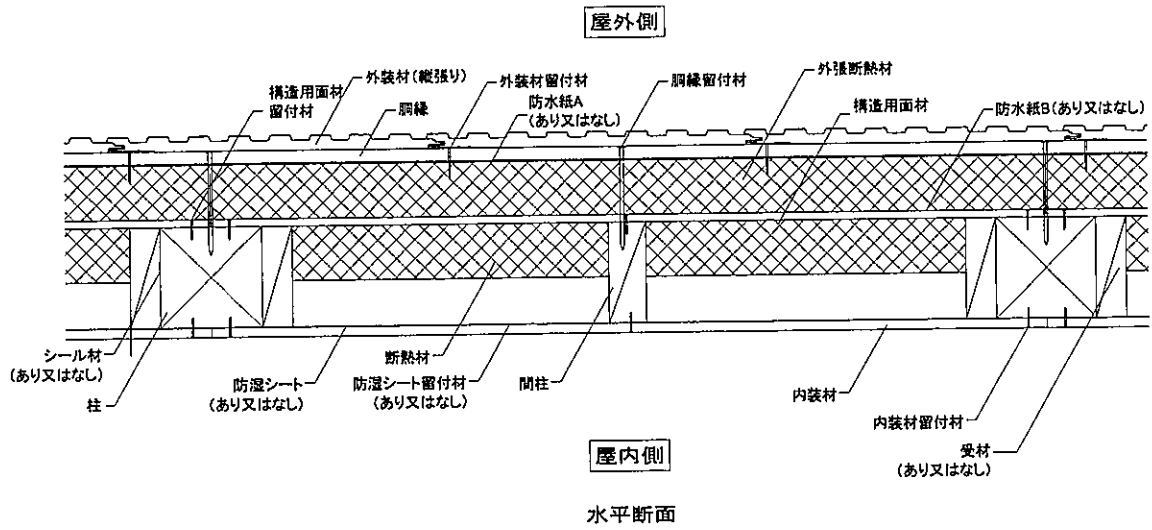 屋外側
外装材(縦張り)
構造用面材
留付材
胴縁
外装材留付材
防水紙A
(あり又はなし)
胴縁留付材
外張断熱材
構造用面材
防水紙B(あり又はなし)
シール材
(あり又はなし)
柱
防湿シート
(あり又はなし)
断熱材
防湿シート留付材
(あり又はなし)
間柱
内装材
内装材留付材
受材
(あり又はなし)
屋内側
水平断面